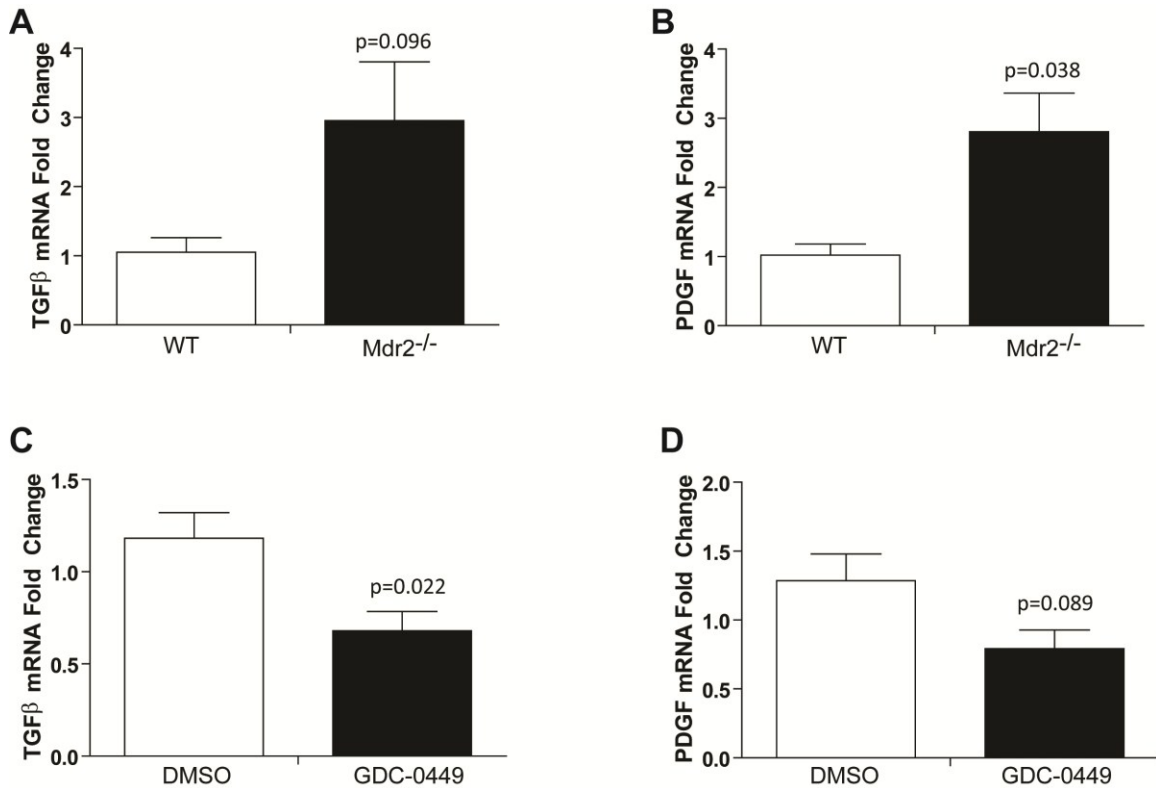 A
TGFβ mRNA Fold Change
4
3
2
1
0
p=0.096
WT Mdr2-/-
B
PDGF mRNA Fold Change
4
3
2
1
0
p=0.038
WT Mdr2-/-
C
TGFβ mRNA Fold Change
1.5
1.0
0.5
0.0
p=0.022
DMSO GDC-0449
D
PDGF mRNA Fold Change
2.0
1.5
1.0
0.5
0.0
p=0.089
DMSO GDC-0449